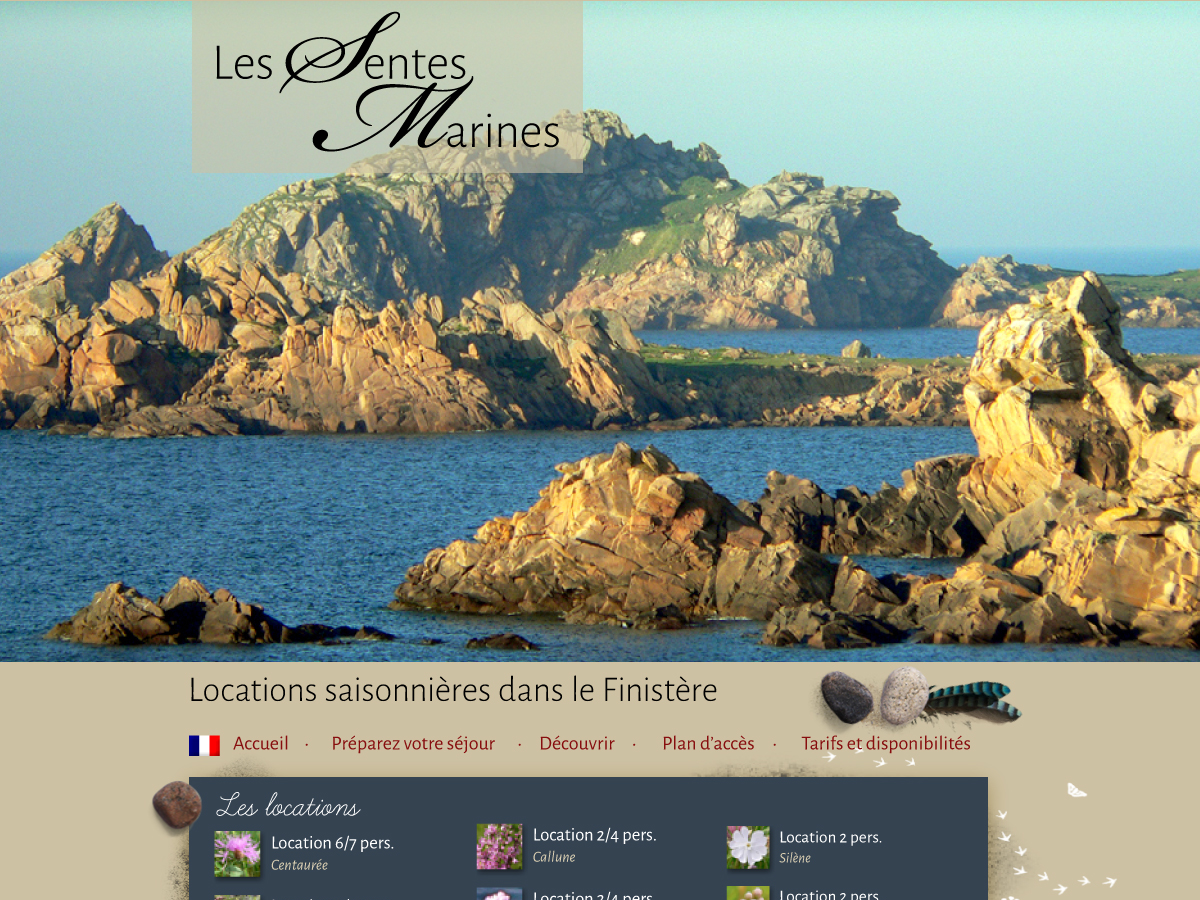 Les Sentes
Marines
Locations saisonnières dans le Finistère
Accueil · Préparez votre séjour · Découvrir · Plan d'accès · Tarifs et disponibilités
Les locations
Location 6/7 pers.
Centaurée
Location 2/4 pers.
Callune
Location 2 pers.
Silène
Location 2/4 pers.
Location 2 pers.